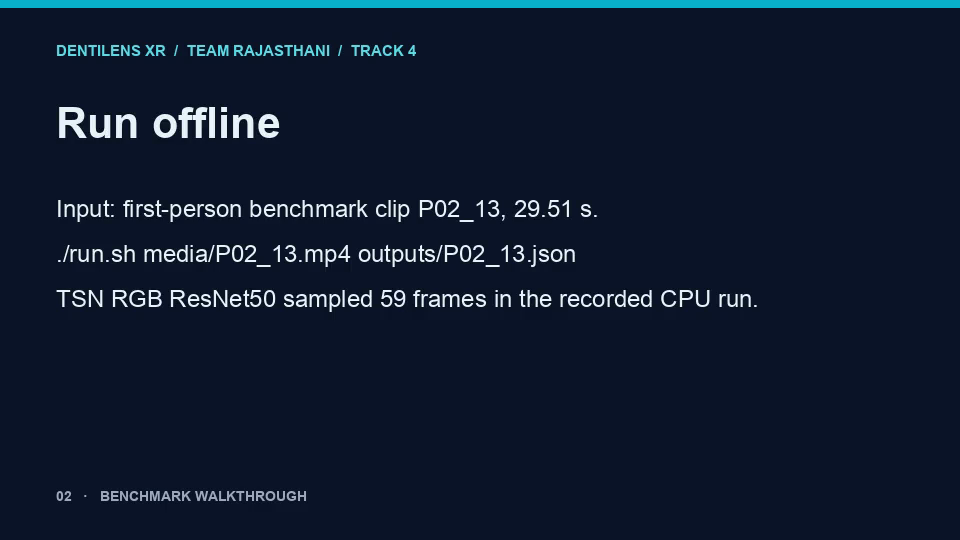 DENTILENS XR / TEAM RAJASTHANI / TRACK 4
Run offline
Input: first-person benchmark clip P02_13, 29.51 s.
./run.sh media/P02_13.mp4 outputs/P02_13.json
TSN RGB ResNet50 sampled 59 frames in the recorded CPU run.
02 · BENCHMARK WALKTHROUGH